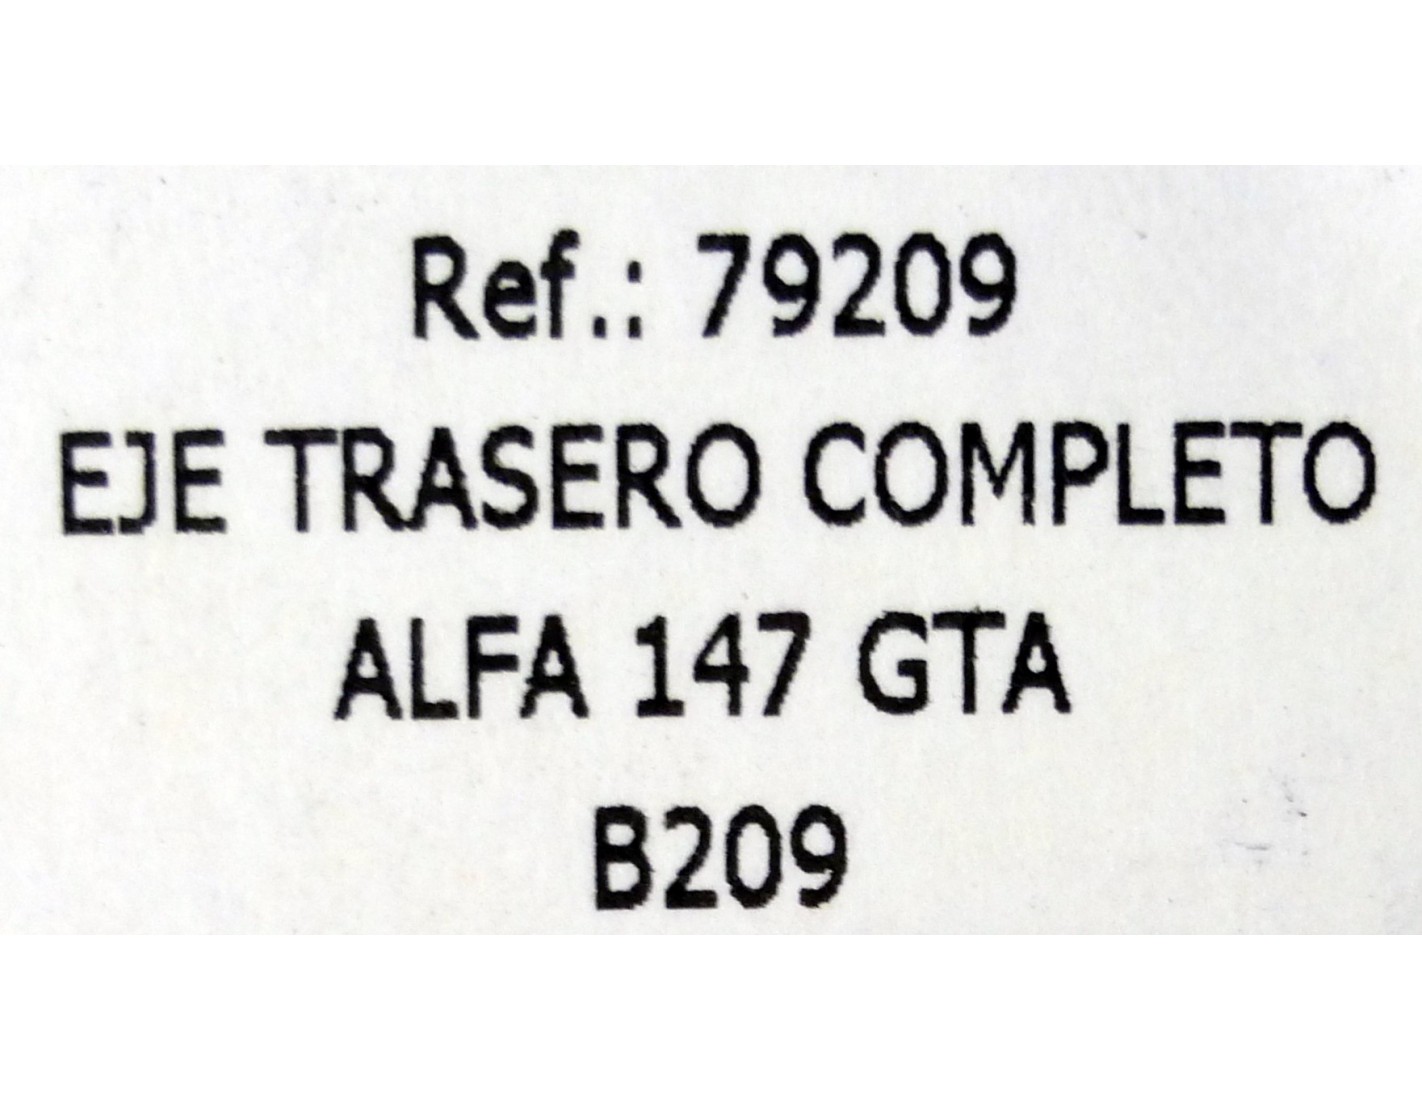 Ref.: 79209
EJE TRASERO COMPLETO
ALFA 147 GTA
B209